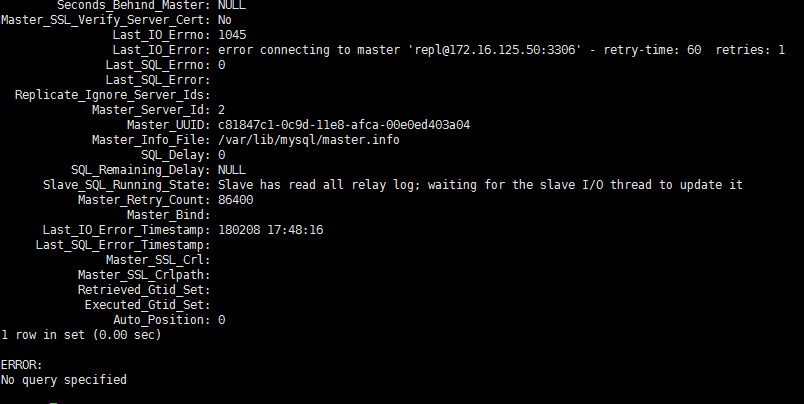 Seconds_Behind_Master: NULL
Master_SSL_Verify_Server_Cert: No
Last_IO_Errno: 1045
Last_IO_Error: error connecting to master 'repl@172.16.125.50:3306' - retry-time: 60  retries: 1
Last_SQL_Errno: 0
Last_SQL_Error:
Replicate_Ignore_Server_Ids:
Master_Server_Id: 2
Master_UUID: c81847c1-0c9d-11e8-afca-00e0ed403a04
Master_Info_File: /var/lib/mysql/master.info
SQL_Delay: 0
SQL_Remaining_Delay: NULL
Slave_SQL_Running_State: Slave has read all relay log; waiting for the slave I/O thread to update it
Master_Retry_Count: 86400
Master_Bind:
Last_IO_Error_Timestamp: 180208 17:48:16
Last_SQL_Error_Timestamp:
Master_SSL_Crl:
Master_SSL_Crlpath:
Retrieved_Gtid_Set:
Executed_Gtid_Set:
Auto_Position: 0
1 row in set (0.00 sec)
ERROR:
No query specified